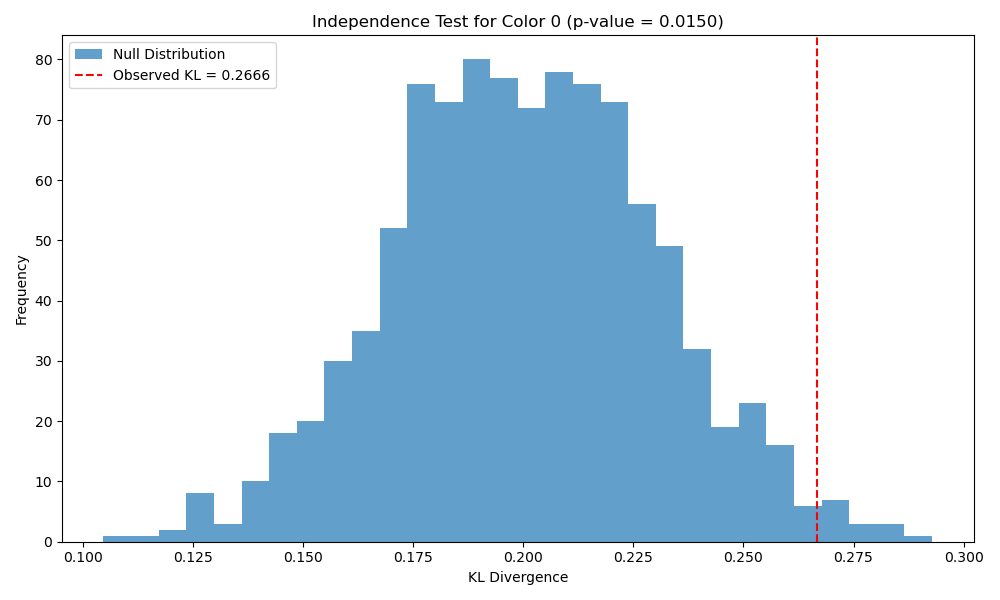 Independence Test for Color 0 (p-value = 0.0150)
Null Distribution
Observed KL = 0.2666
Frequency
80
70
60
50
40
30
20
10
0
0.100 0.125 0.150 0.175 0.200 0.225 0.250 0.275 0.300
KL Divergence